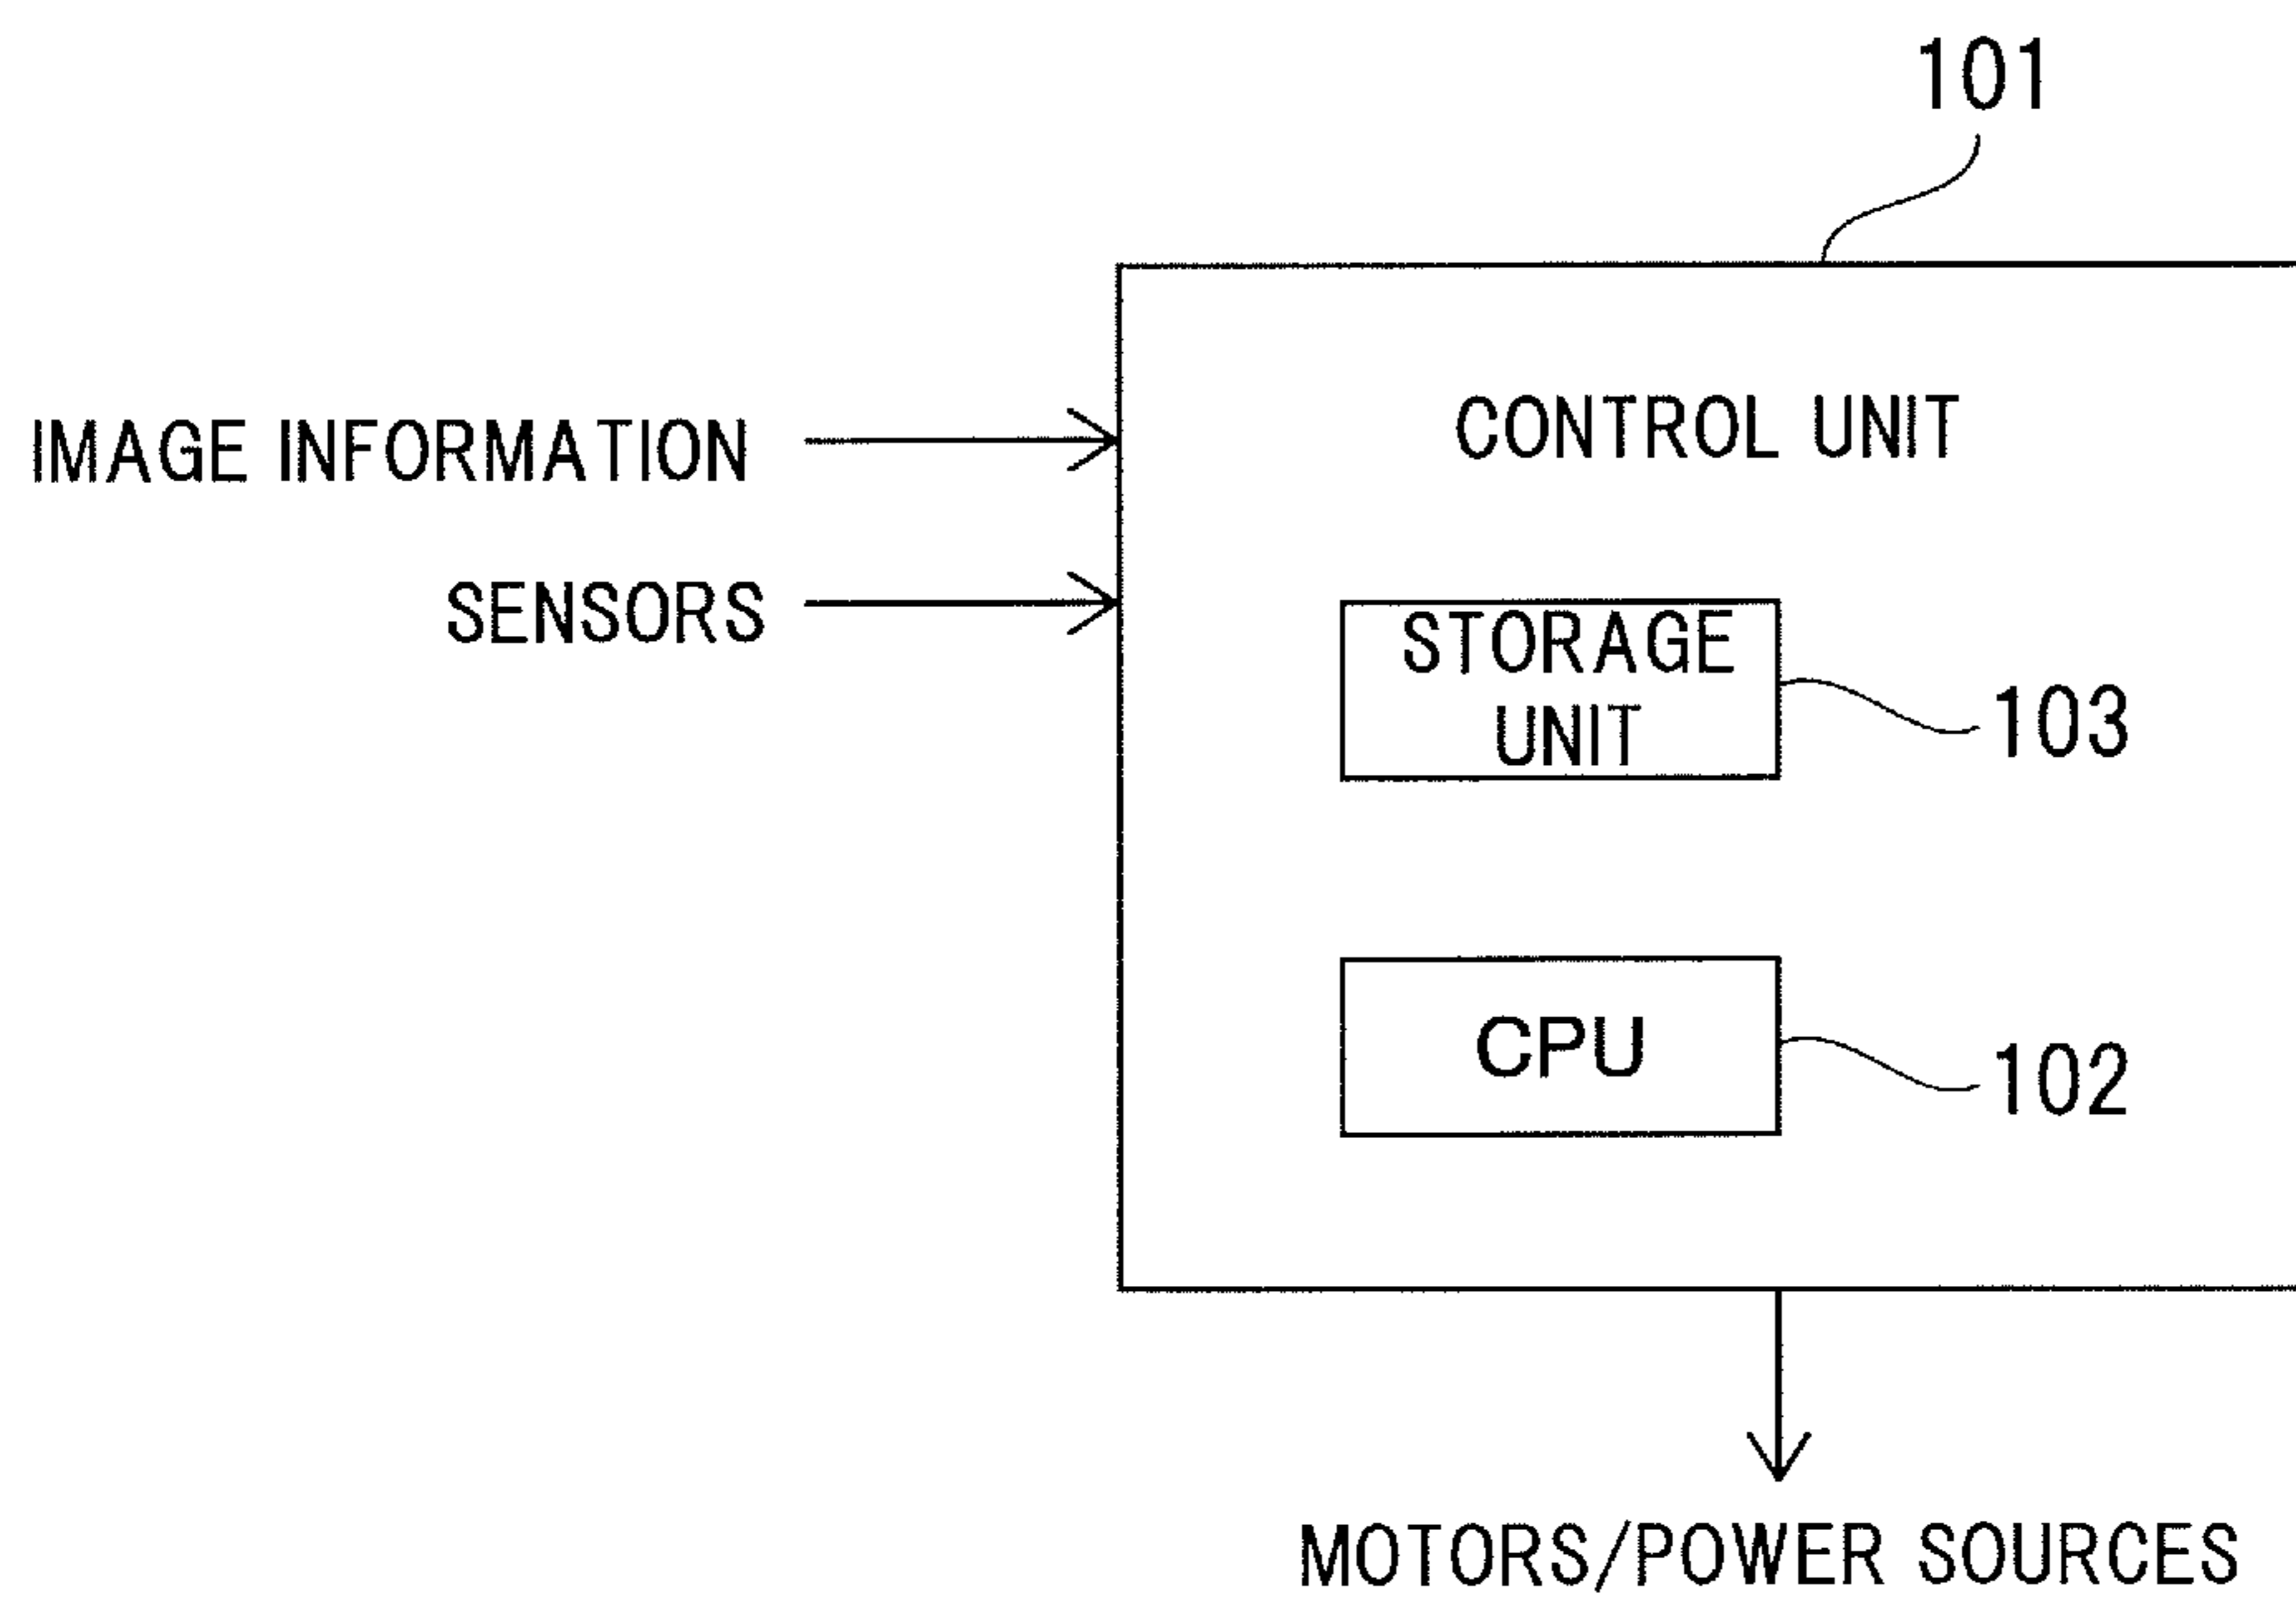 101
IMAGE INFORMATION
CONTROL UNIT
SENSORS
STORAGE
UNIT
103
CPU
102
MOTORS/POWER SOURCES